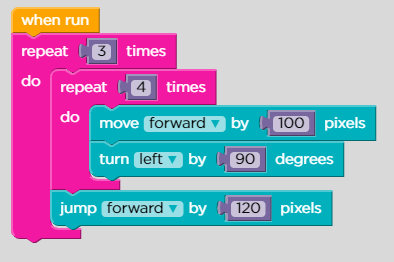 when run
repeat 3 times
do repeat 4 times
do move forward ▼ by 100 pixels
turn left ▼ by 90 degrees
jump forward ▼ by 120 pixels